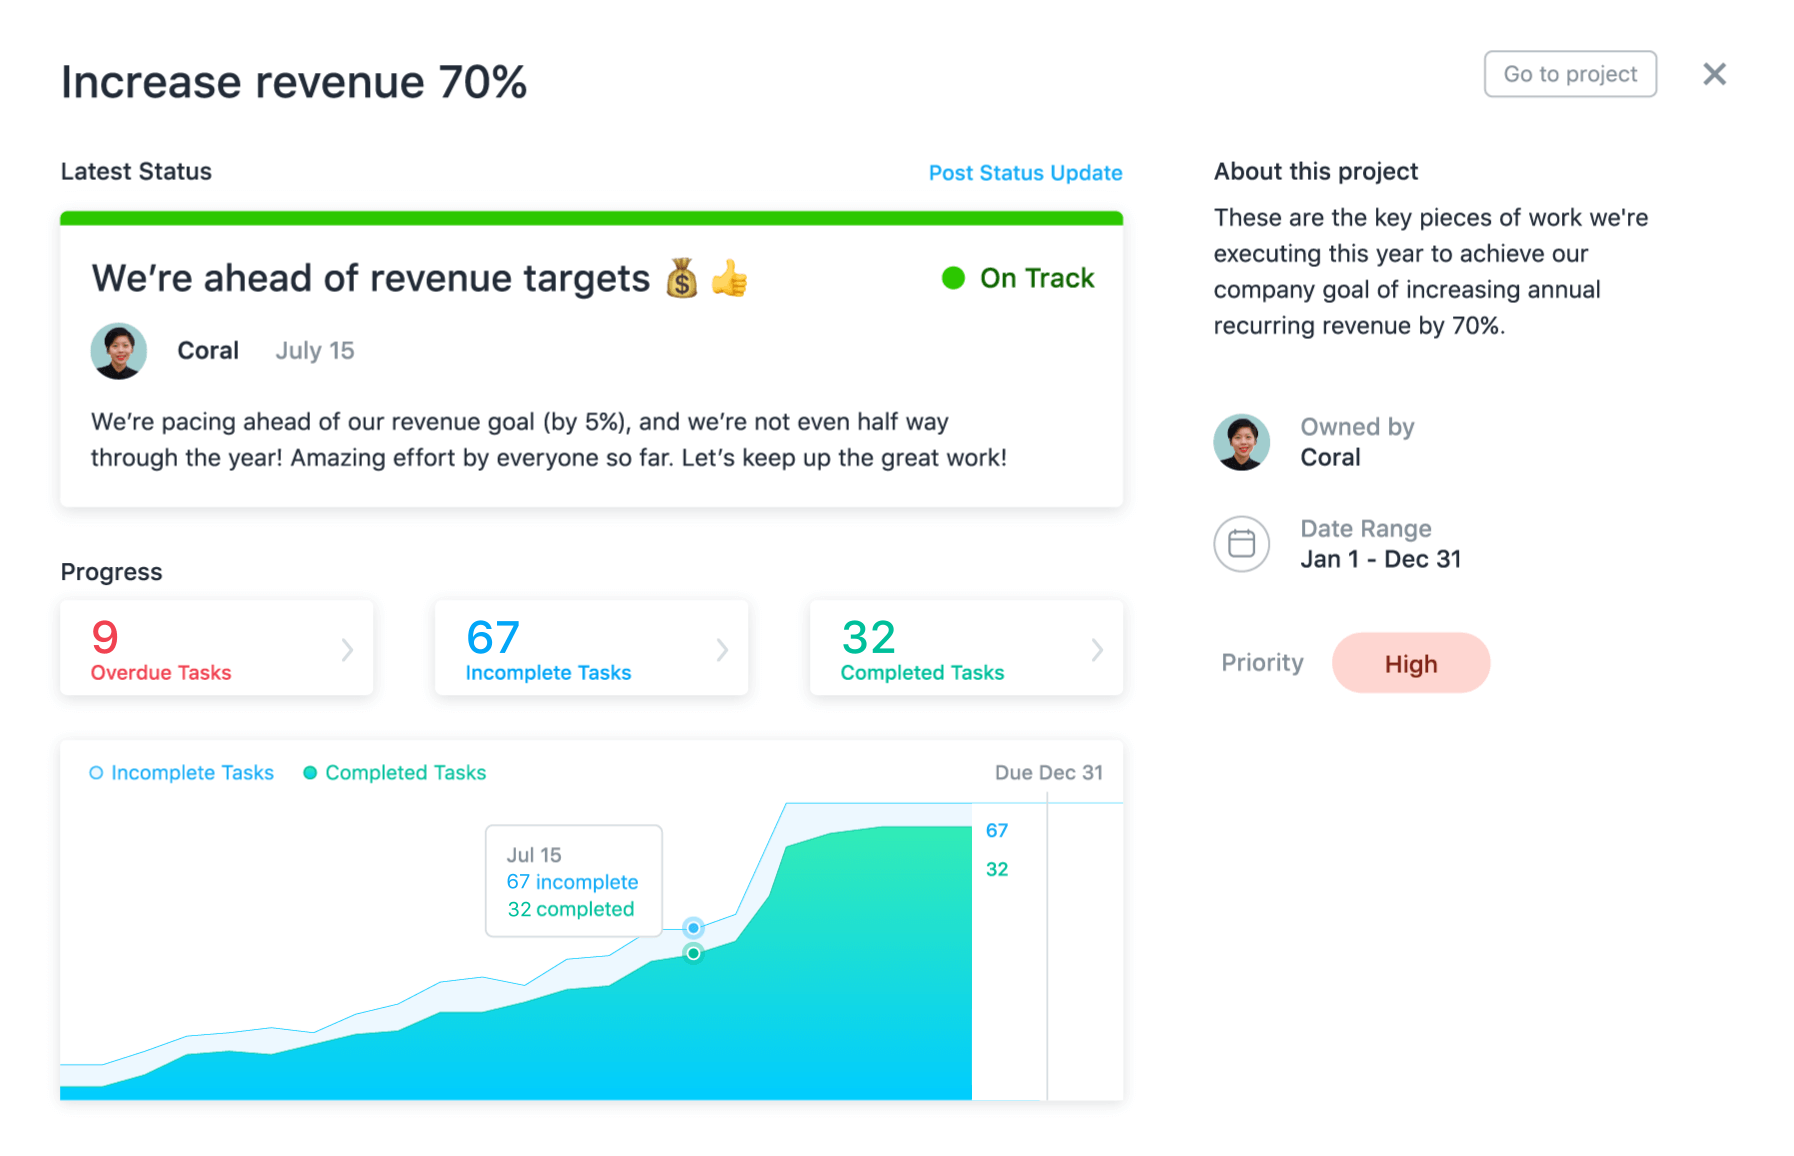 Increase revenue 70%
Go to project
Latest Status
Post Status Update
We’re ahead of revenue targets 💰 👍
On Track
Coral July 15
We’re pacing ahead of our revenue goal (by 5%), and we’re not even half way
through the year! Amazing effort by everyone so far. Let’s keep up the great work!
About this project
These are the key pieces of work we're
executing this year to achieve our
company goal of increasing annual
recurring revenue by 70%.
Owned by
Coral
Date Range
Jan 1 - Dec 31
Priority High
Progress
9
Overdue Tasks
67
Incomplete Tasks
32
Completed Tasks
Incomplete Tasks Completed Tasks Due Dec 31
Jul 15
67 incomplete
32 completed
67
32